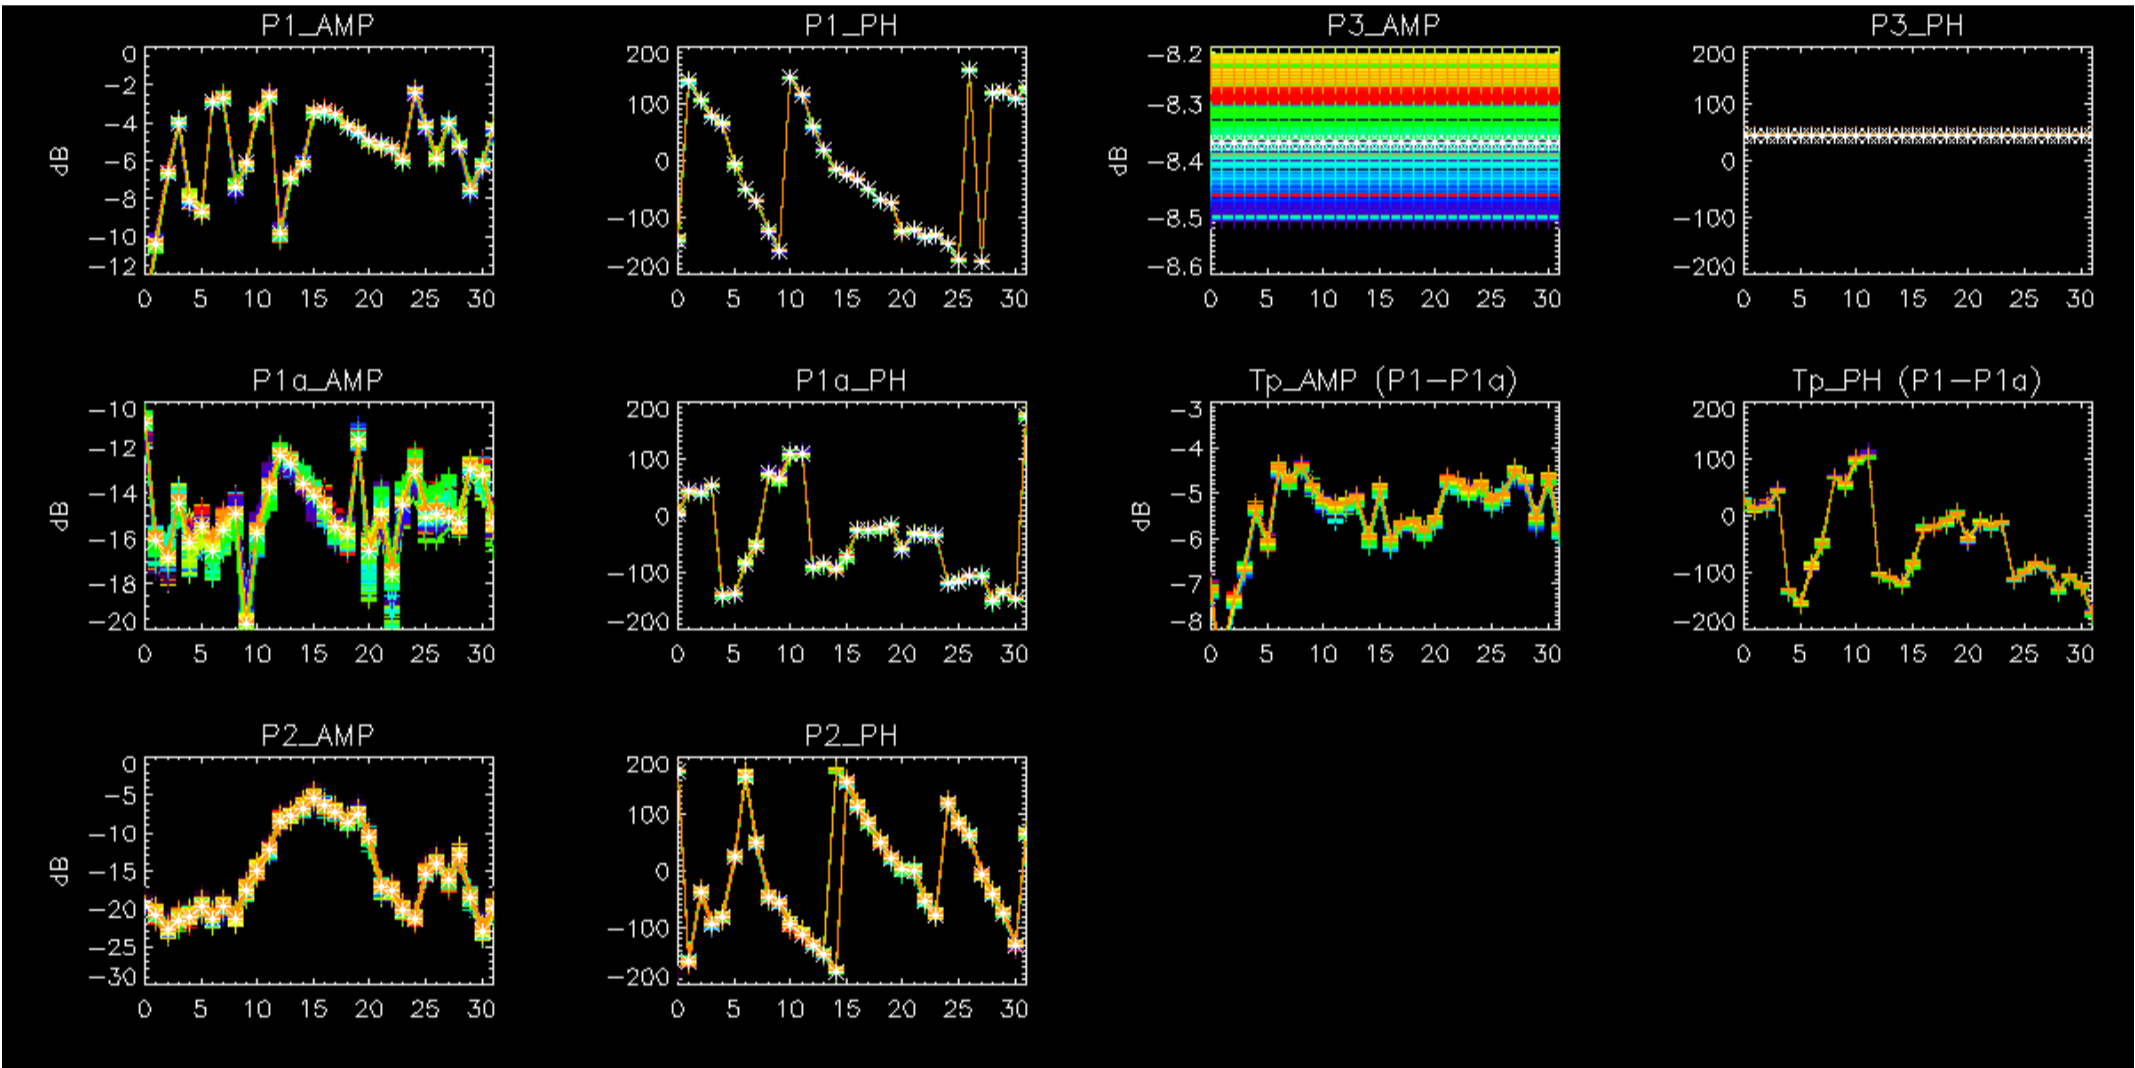 P1_AMP
0
−2
−4
−6
−8
−10
−12
dB
0 5 10 15 20 25 30
P1_PH
200
100
0
−100
−200
0 5 10 15 20 25 30
P3_AMP
−8.2
−8.3
−8.4
−8.5
−8.6
dB
0 5 10 15 20 25 30
P3_PH
200
100
0
−100
−200
0 5 10 15 20 25 30
P1a_AMP
−10
−12
−14
−16
−18
−20
dB
0 5 10 15 20 25 30
P1a_PH
200
100
0
−100
−200
0 5 10 15 20 25 30
Tp_AMP (P1−P1a)
−3
−4
−5
−6
−7
−8
dB
0 5 10 15 20 25 30
Tp_PH (P1−P1a)
200
100
0
−100
−200
0 5 10 15 20 25 30
P2_AMP
0
−5
−10
−15
−20
−25
−30
dB
0 5 10 15 20 25 30
P2_PH
200
100
0
−100
−200
0 5 10 15 20 25 30